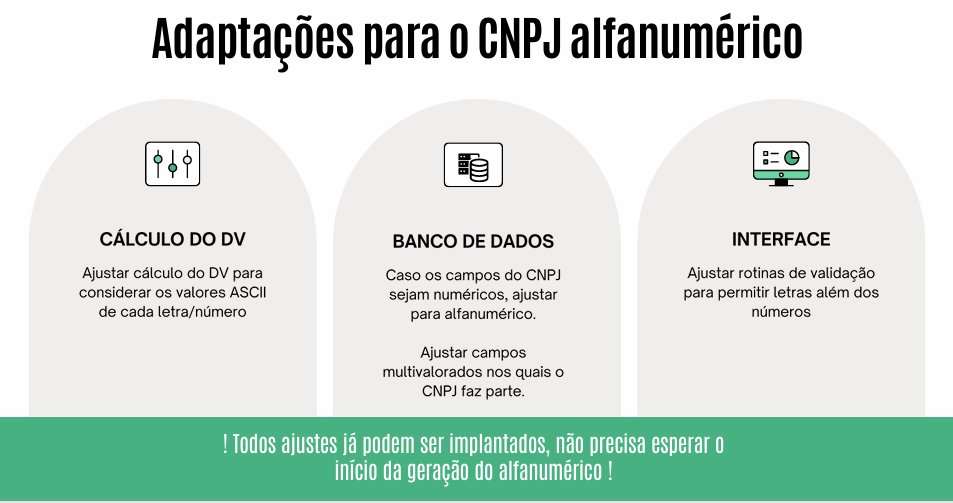 Adaptações para o CNPJ alfanumérico
CÁLCULO DO DV
Ajustar cálculo do DV para
considerar os valores ASCII
de cada letra/número
BANCO DE DADOS
Caso os campos do CNPJ
sejam numéricos, ajustar
para alfanumérico.
Ajustar campos
multivalorados nos quais o
CNPJ faz parte.
INTERFACE
Ajustar rotinas de validação
para permitir letras além dos
números
! Todos ajustes já podem ser implantados, não precisa esperar o
início da geração do alfanumérico !